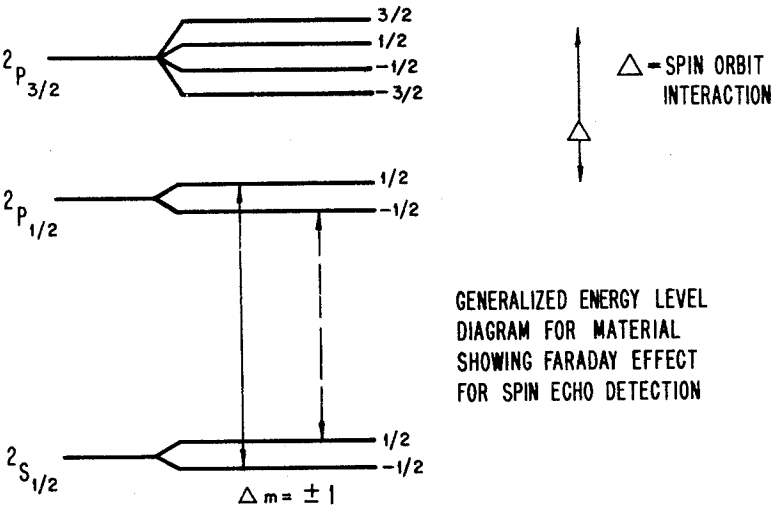 ²P3/2
3/2
1/2
-1/2
-3/2
△ = SPIN ORBIT
INTERACTION
△
²P1/2
1/2
-1/2
GENERALIZED ENERGY LEVEL
DIAGRAM FOR MATERIAL
SHOWING FARADAY EFFECT
FOR SPIN ECHO DETECTION
²S1/2
1/2
-1/2
△ m = ± 1